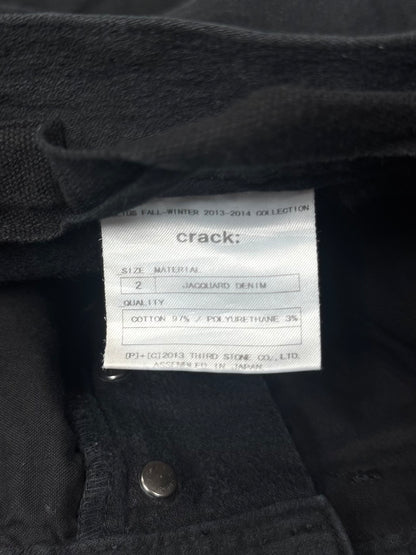 FALL-WINTER 2013-2014 COLLECTION
crack:
SIZE MATERIAL
2 JACQUARD DENIM
QUALITY
COTTON 97% / POLYURETHANE 3%
[P]+[C]2013 THIRD STONE CO,.LTD.
ASSEMBLED IN JAPAN